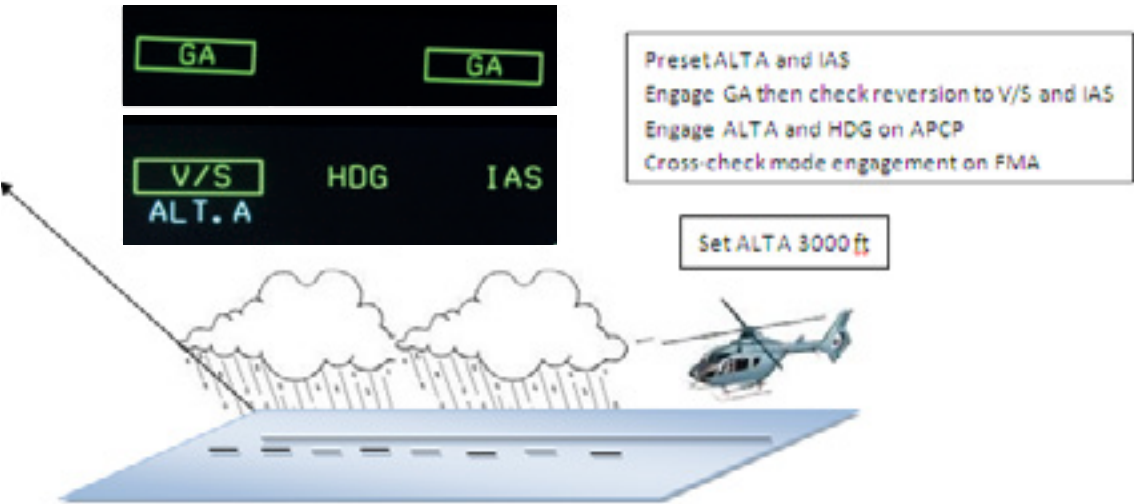 GA GA
V/S HDG IAS
ALT.A
Preset ALTA and IAS
Engage GA then check reversion to V/S and IAS
Engage ALTA and HDG on APCP
Cross-check mode engagement on FMA
Set ALTA 3000 ft